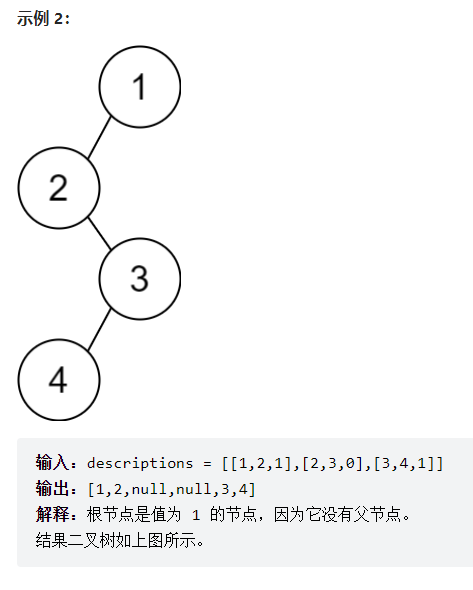 示例 2：
1
2
3
4
输入：descriptions = [[1,2,1],[2,3,0],[3,4,1]]
输出：[1,2,null,null,3,4]
解释：根节点是值为 1 的节点，因为它没有父节点。
结果二叉树如上图所示。